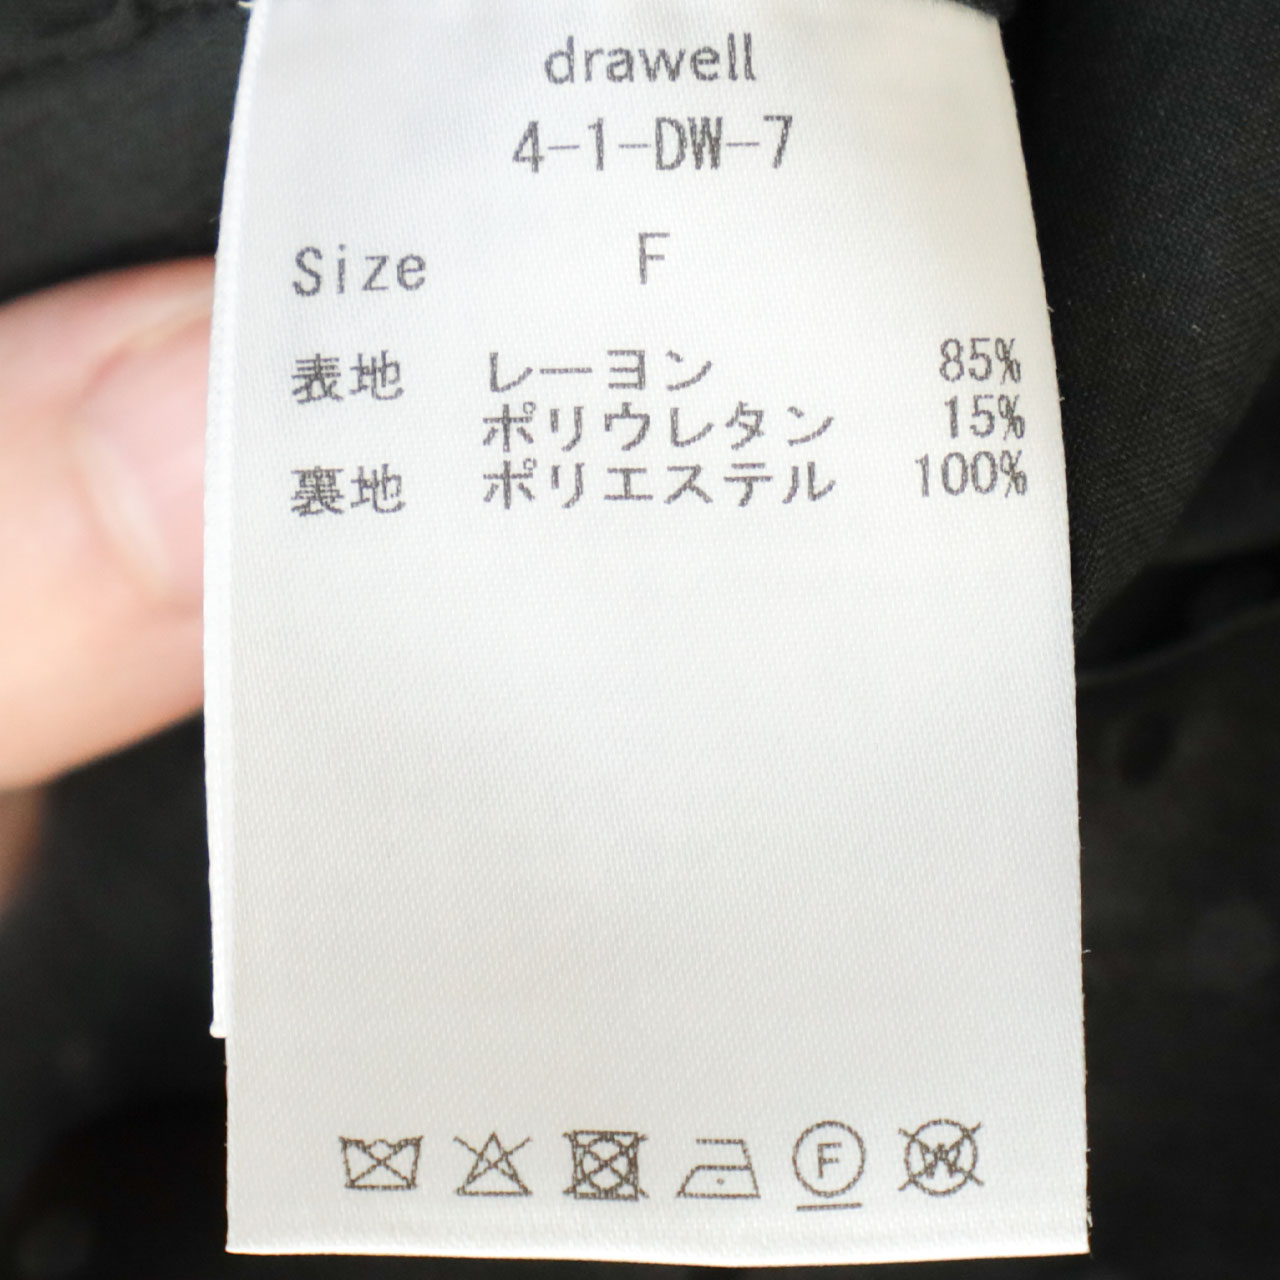 drawell
4-1-DW-7
Size F
表地 レーヨン 85%
ポリウレタン 15%
裏地 ポリエステル 100%
F W